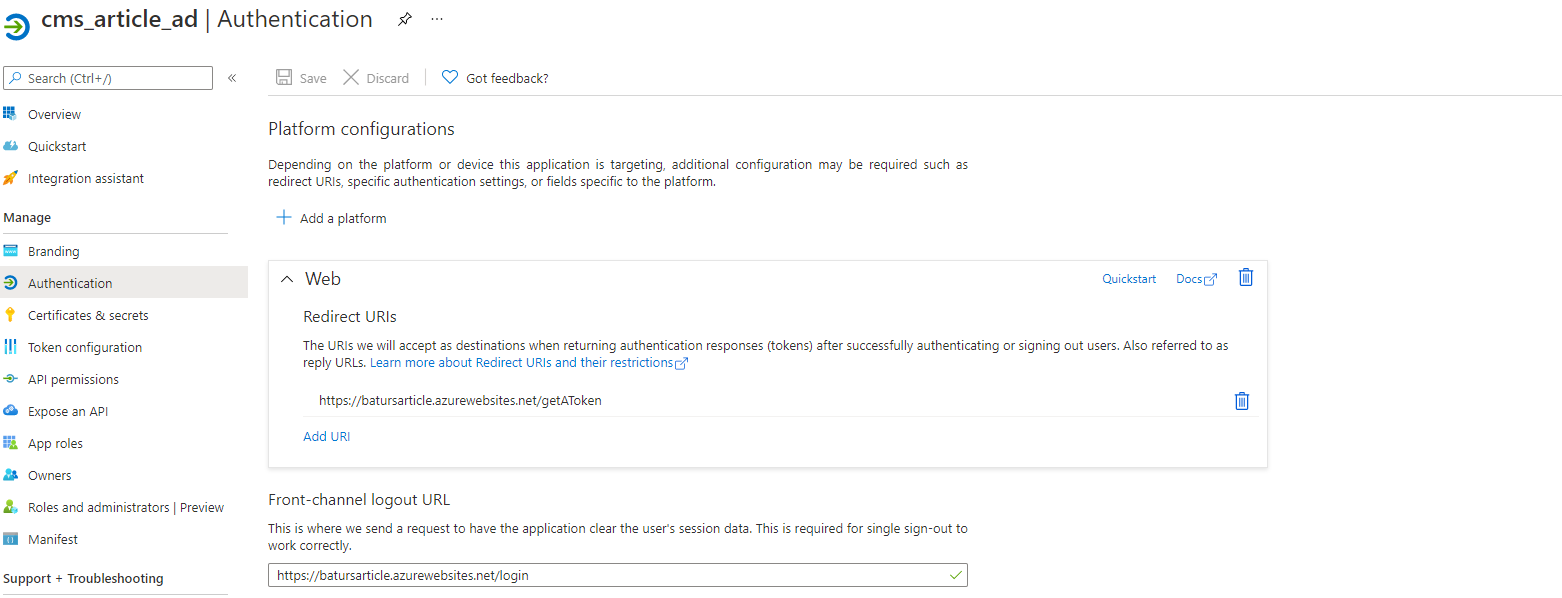 cms_article_ad | Authentication
Search (Ctrl+/)
«
Overview
Quickstart
Integration assistant
Manage
Branding
Authentication
Certificates & secrets
Token configuration
API permissions
Expose an API
App roles
Owners
Roles and administrators | Preview
Manifest
Support + Troubleshooting
Save
Discard
Got feedback?
Platform configurations
Depending on the platform or device this application is targeting, additional configuration may be required such as
redirect URIs, specific authentication settings, or fields specific to the platform.
Add a platform
Web
Quickstart
Docs
Redirect URIs
The URIs we will accept as destinations when returning authentication responses (tokens) after successfully authenticating or signing out users. Also referred to as
reply URLs. Learn more about Redirect URIs and their restrictions
https://batursarticle.azurewebsites.net/getAToken
Add URI
Front-channel logout URL
This is where we send a request to have the application clear the user's session data. This is required for single sign-out to
work correctly.
https://batursarticle.azurewebsites.net/login